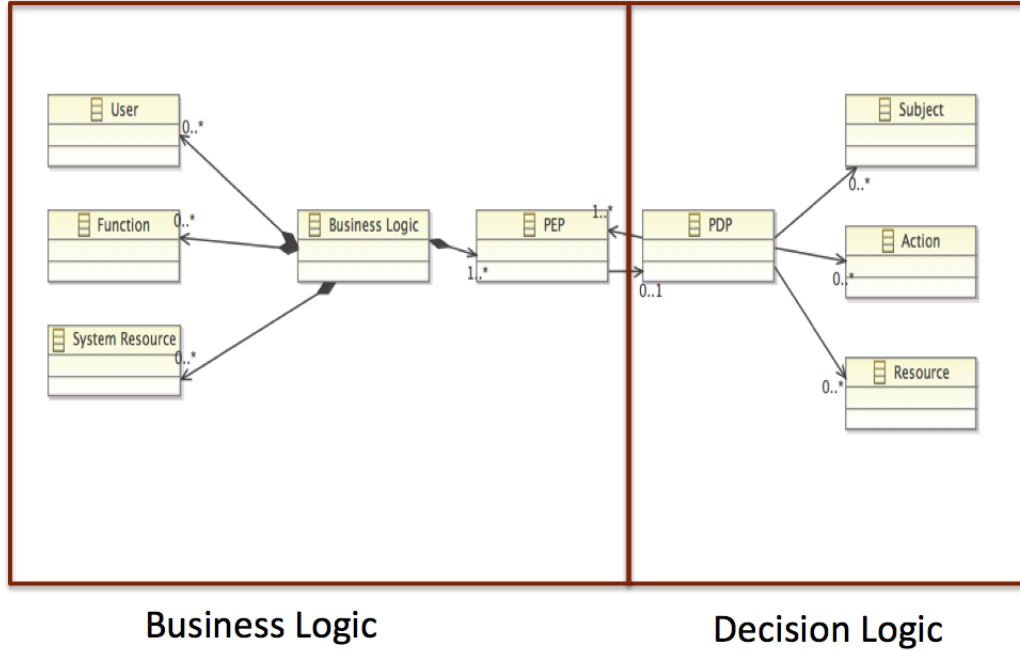 User
0..*
Subject
0..*
Function
0..*
Business Logic
PEP
1..*
1..*
PDP
0..1
Action
0..*
System Resource
0..*
Resource
0..*
Business Logic
Decision Logic